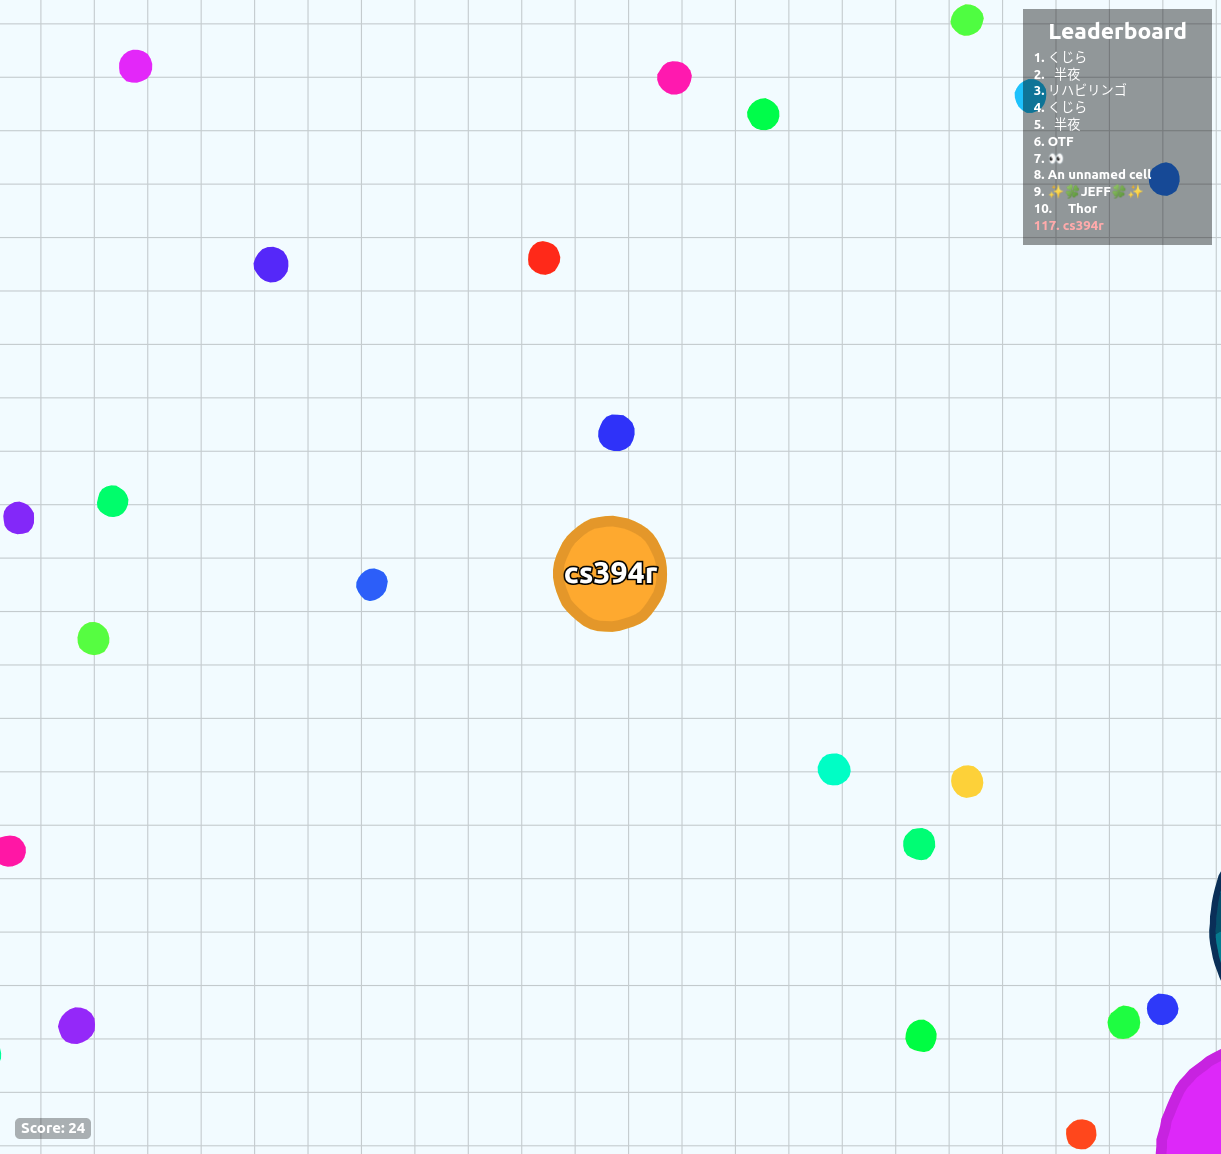 Leaderboard
1. くじら
2. 半夜
3. リハビリンゴ
4. くじら
5. 半夜
6. OTF
7. 👀
8. An unnamed cell
9. ✨🍀JEFF🍀✨
10. Thor
117. cs394r
cs394r
Score: 24